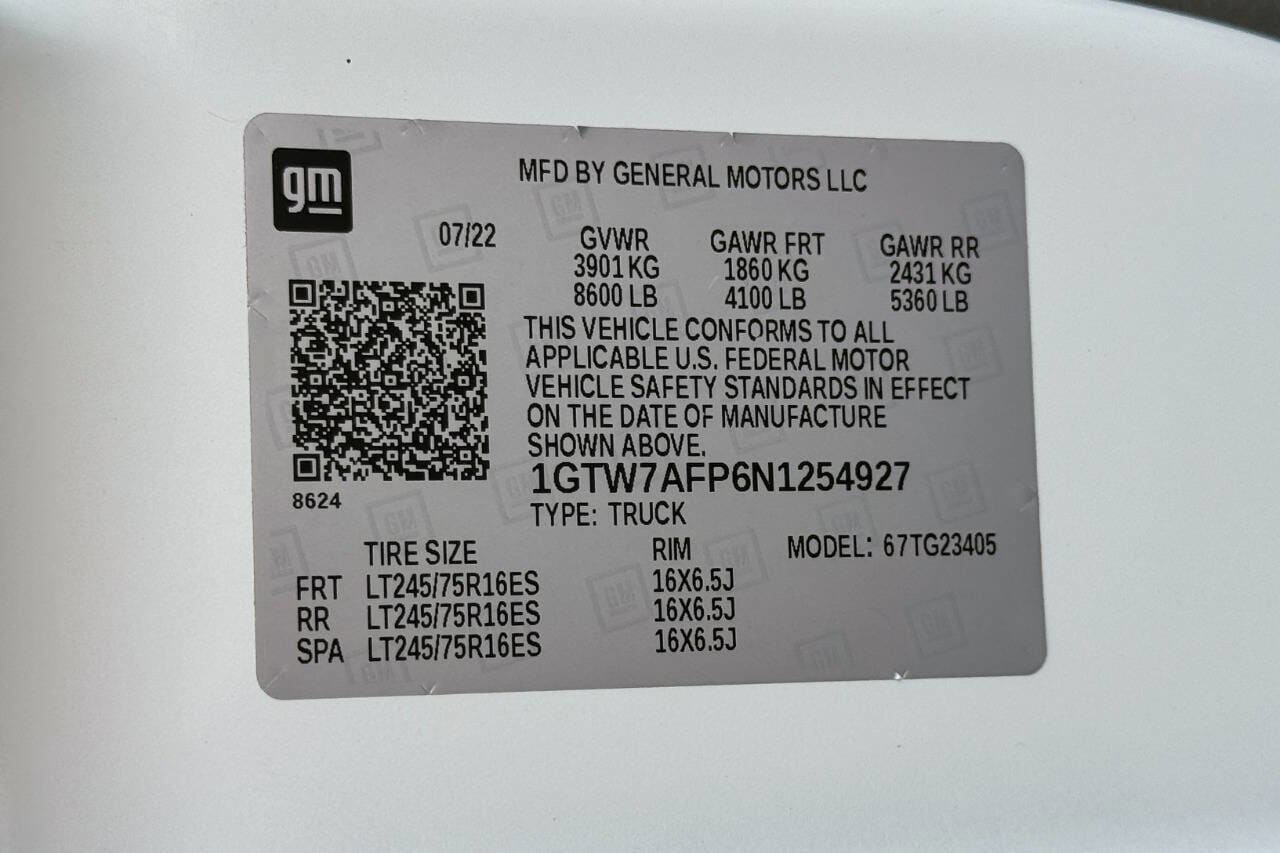 gm
MFD BY GENERAL MOTORS LLC
07/22 GVWR GAWR FRT GAWR RR
3901 KG 1860 KG 2431 KG
8600 LB 4100 LB 5360 LB
THIS VEHICLE CONFORMS TO ALL
APPLICABLE U.S. FEDERAL MOTOR
VEHICLE SAFETY STANDARDS IN EFFECT
ON THE DATE OF MANUFACTURE
SHOWN ABOVE.
1GTW7AFP6N1254927
8624
TYPE: TRUCK
TIRE SIZE RIM MODEL: 67TG23405
FRT LT245/75R16ES 16X6.5J
RR LT245/75R16ES 16X6.5J
SPA LT245/75R16ES 16X6.5J